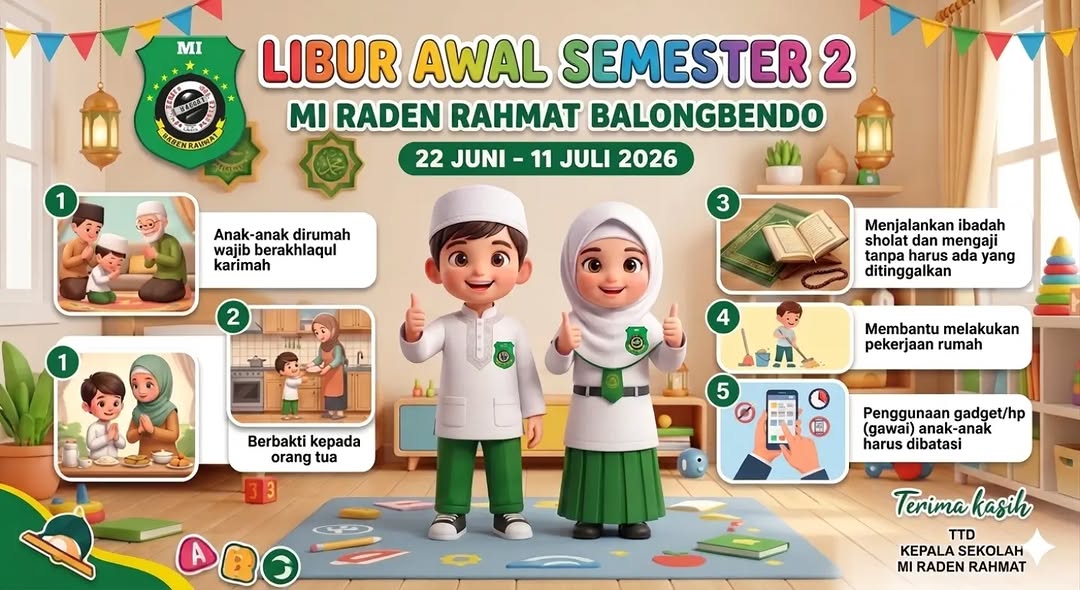 MI
RADEN RAHMAT
LIBUR AWAL SEMESTER 2
MI RADEN RAHMAT BALONGBENDO
22 JUNI - 11 JULI 2026
1
Anak-anak dirumah
wajib berakhlaqul
karimah
1
2
Berbakti kepada
orang tua
3
Menjalankan ibadah
sholat dan mengaji
tanpa harus ada yang
ditinggalkan
4
Membantu melakukan
pekerjaan rumah
5
Penggunaan gadget/hp
(gawai) anak-anak
harus dibatasi
33
A B
Terima kasih
TTD
KEPALA SEKOLAH
MI RADEN RAHMAT